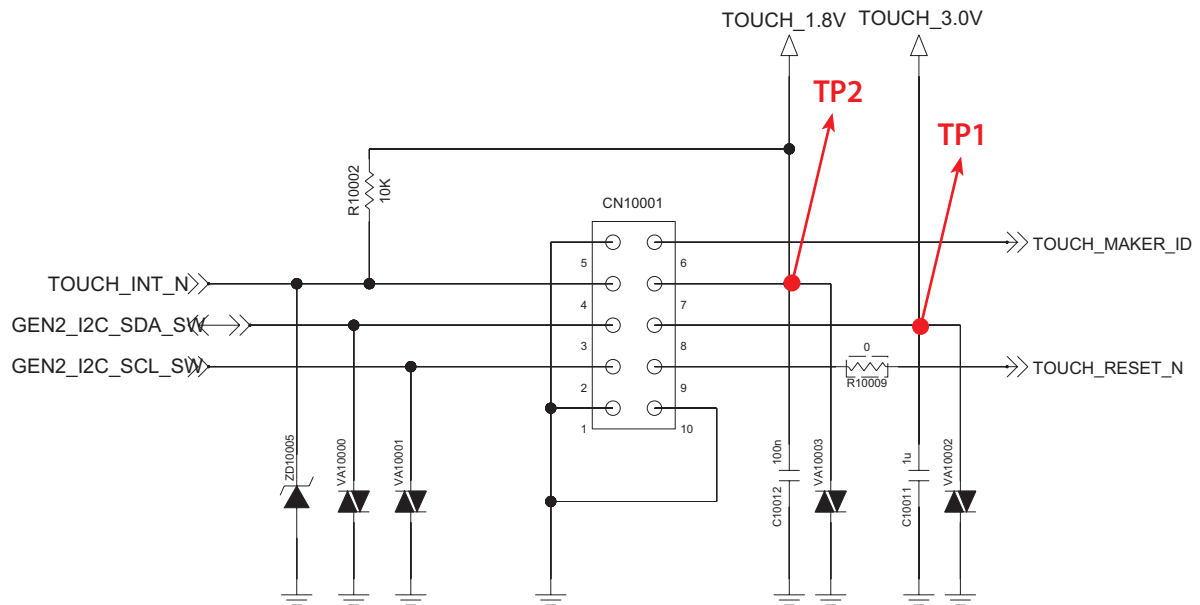 TOUCH_1.8V
TOUCH_3.0V
TP2
TP1
R10002
10K
CN10001
TOUCH_MAKER_ID
5
6
TOUCH_INT_N
4
7
GEN2_I2C_SDA_SW
3
8
GEN2_I2C_SCL_SW
0
R10009
TOUCH_RESET_N
2
9
1
10
ZD10005
VA10000
VA10001
100n
C10012
VA10003
1u
C10011
VA10002